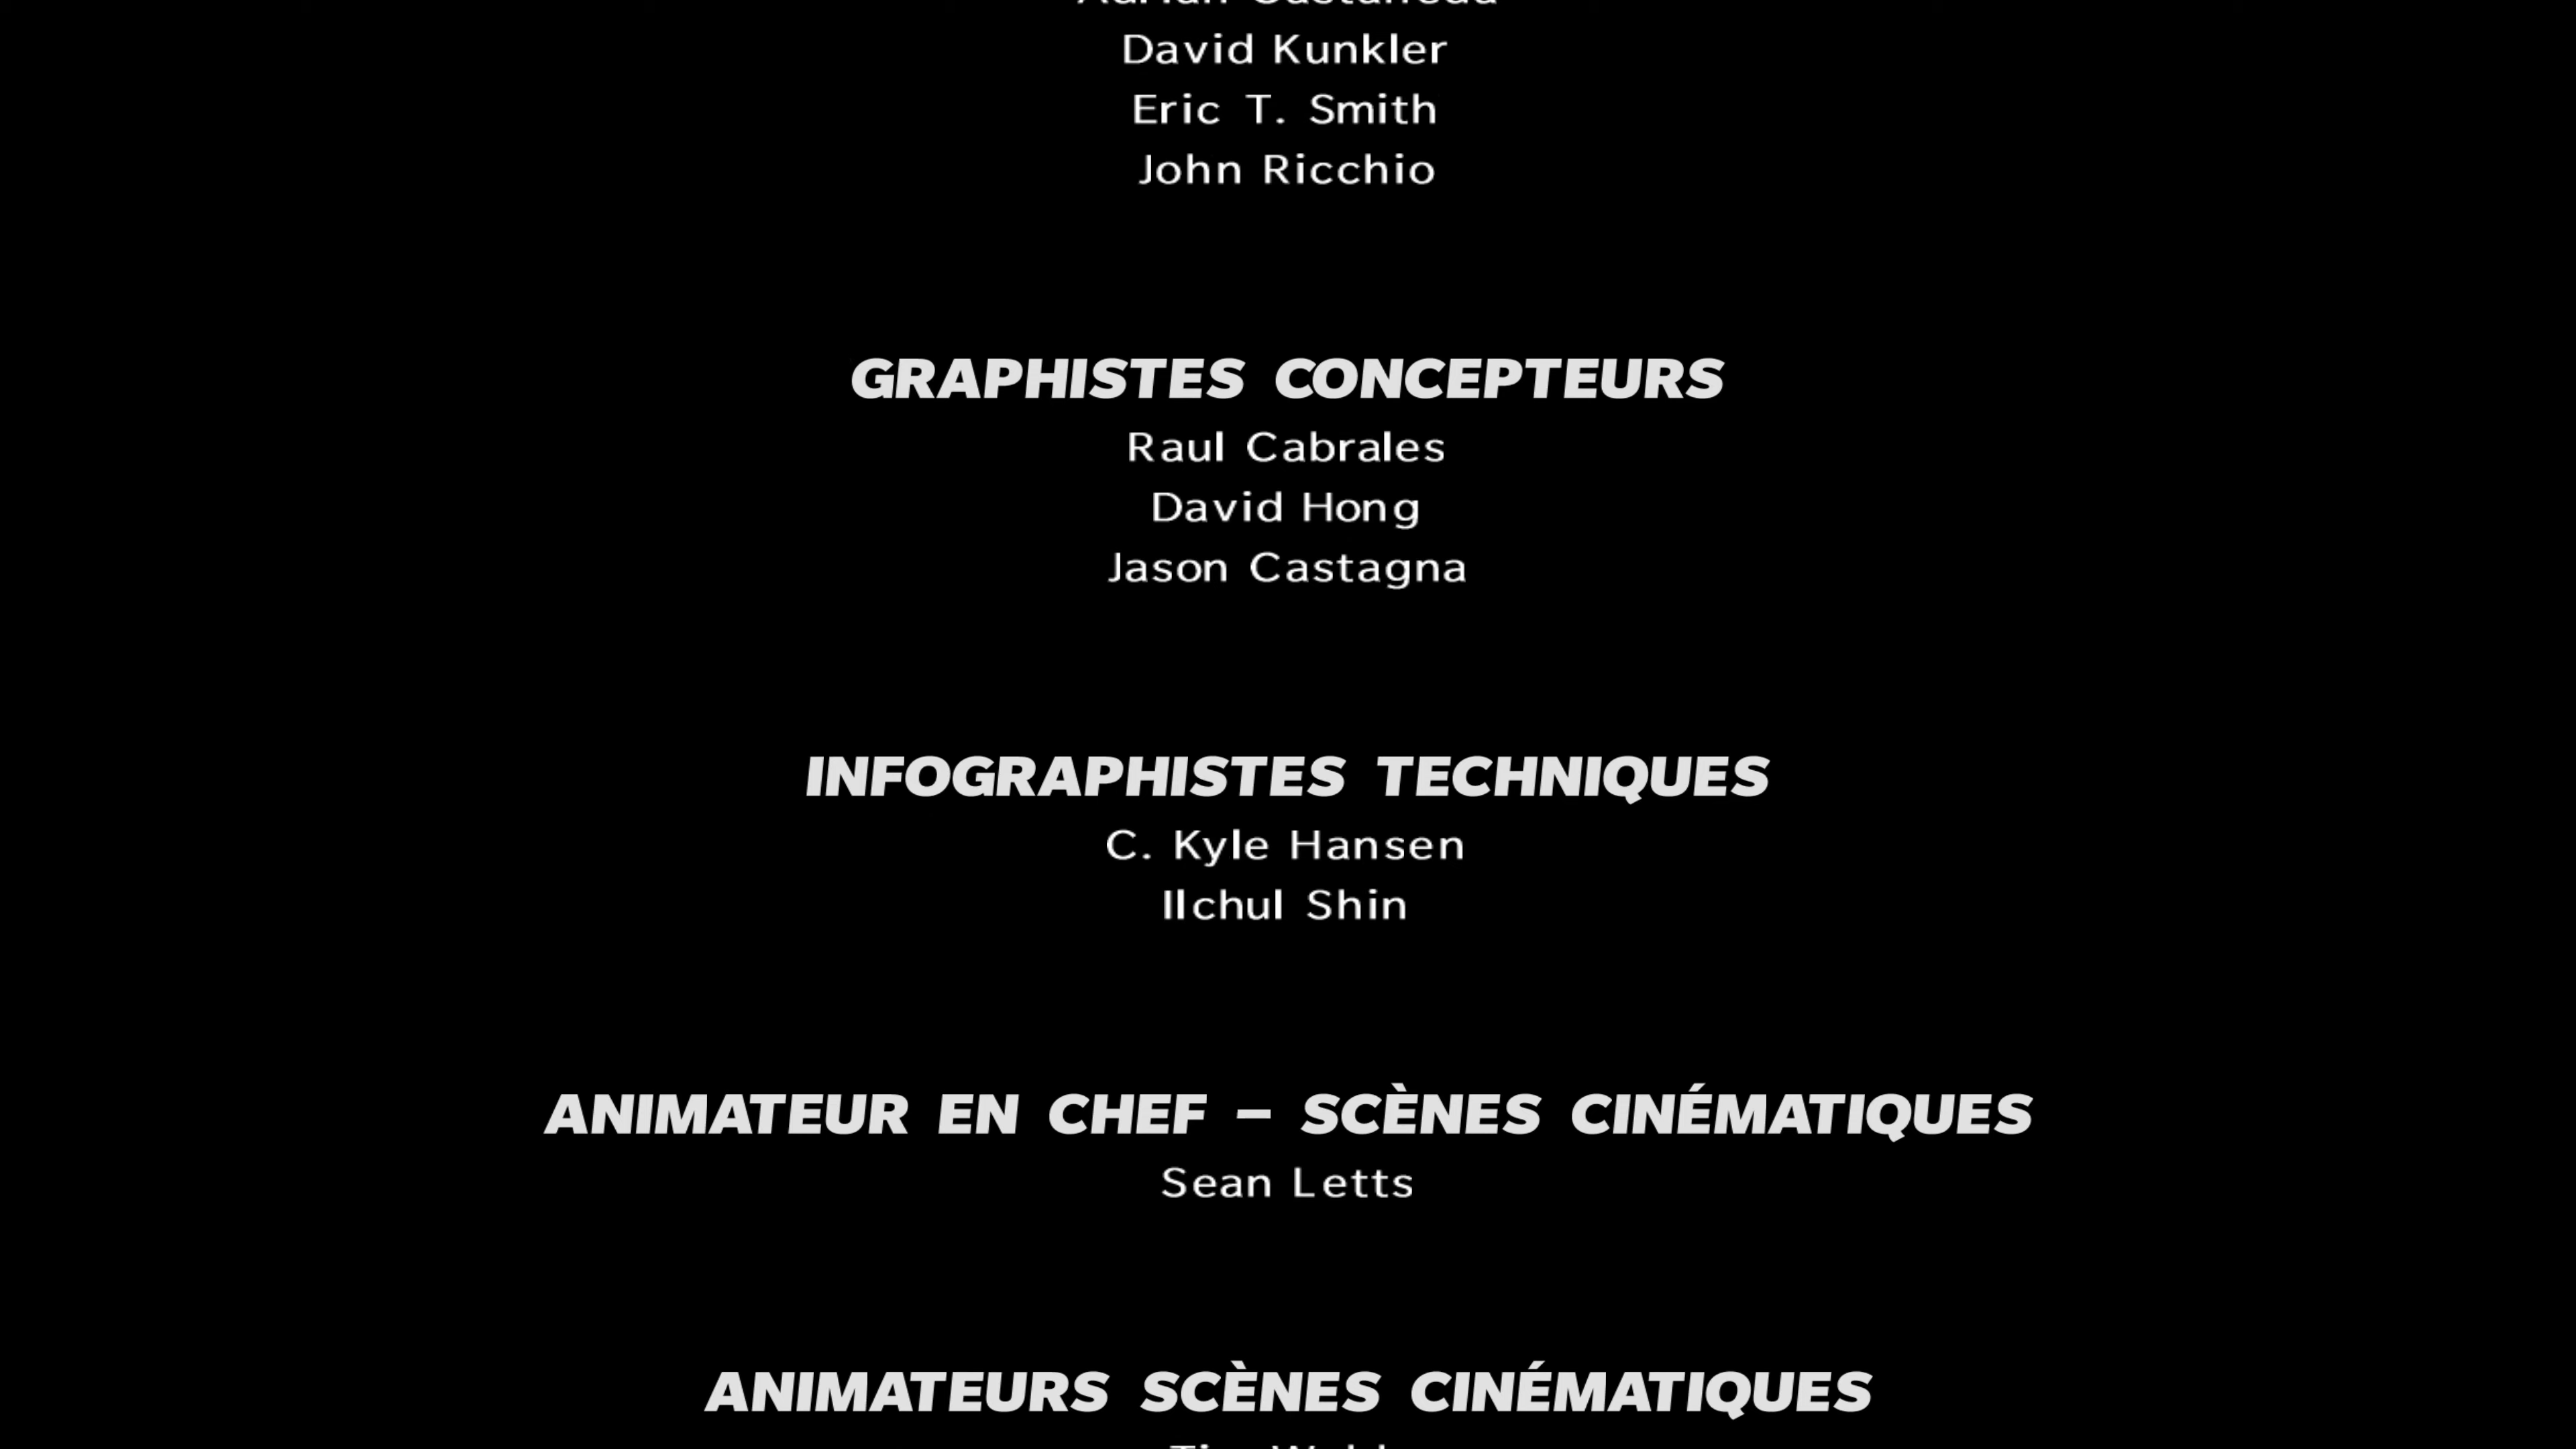 David Kunkler
Eric T. Smith
John Ricchio
GRAPHISTES CONCEPTEURS
Raul Cabrales
David Hong
Jason Castagna
INFOGRAPHISTES TECHNIQUES
C. Kyle Hansen
Ilchul Shin
ANIMATEUR EN CHEF – SCÈNES CINÉMATIQUES
Sean Letts
ANIMATEURS SCÈNES CINÉMATIQUES